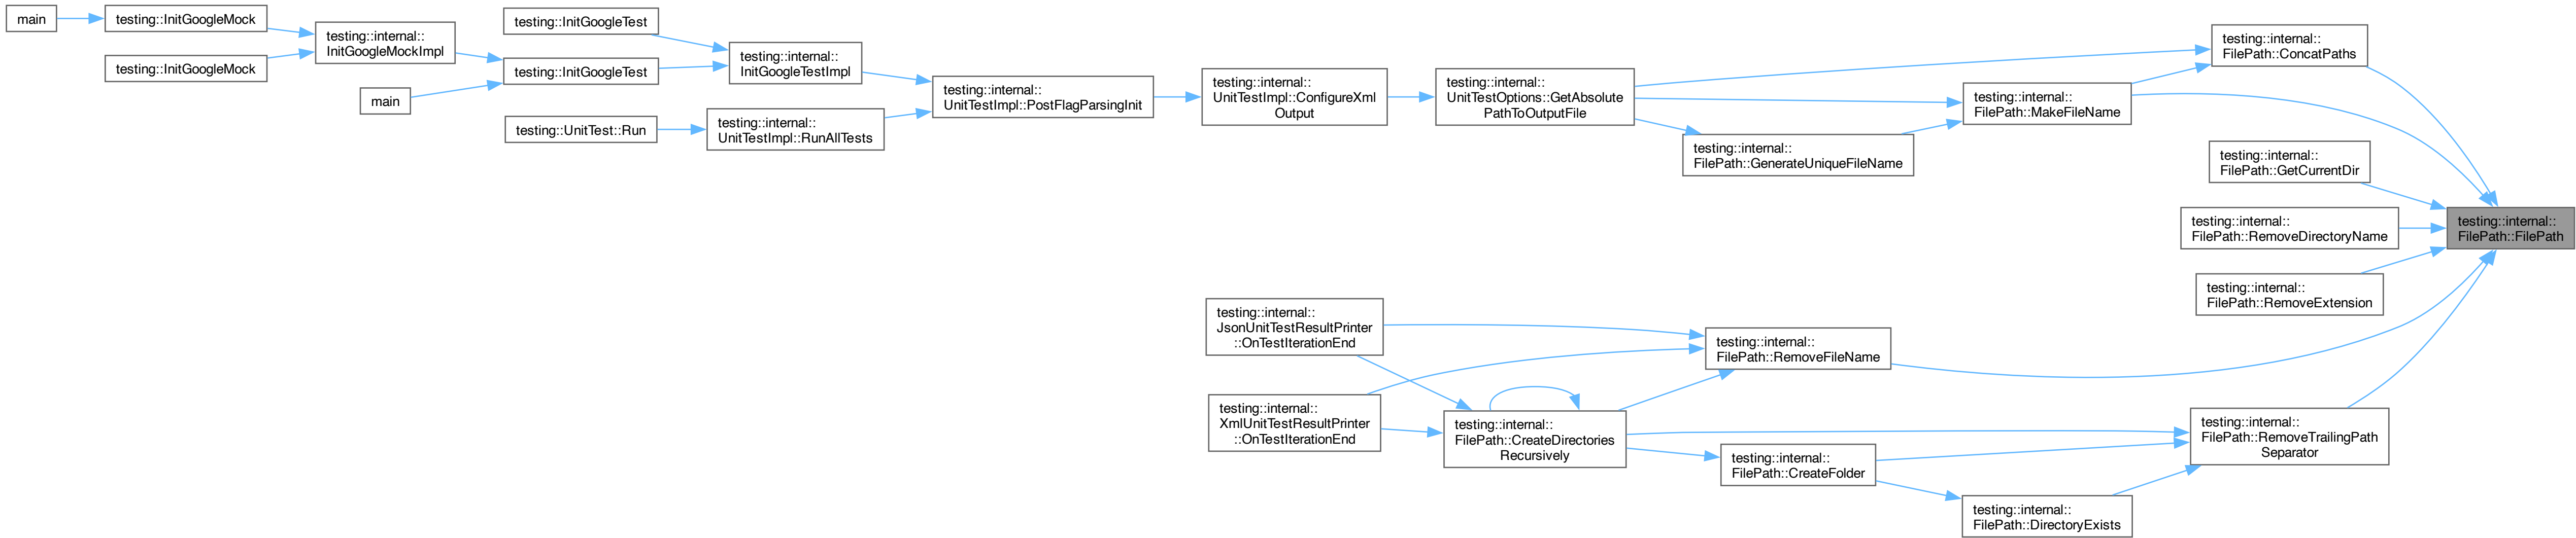 main
testing::InitGoogleMock
testing::InitGoogleMock
testing::internal::
InitGoogleMockImpl
testing::InitGoogleTest
testing::InitGoogleTest
main
testing::internal::
InitGoogleTestImpl
testing::UnitTest::Run
testing::internal::
UnitTestImpl::RunAllTests
testing::internal::
UnitTestImpl::PostFlagParsingInit
testing::internal::
UnitTestImpl::ConfigureXml
Output
testing::internal::
UnitTestOptions::GetAbsolute
PathToOutputFile
testing::internal::
FilePath::GenerateUniqueFileName
testing::internal::
FilePath::MakeFileName
testing::internal::
FilePath::ConcatPaths
testing::internal::
FilePath::GetCurrentDir
testing::internal::
FilePath::RemoveDirectoryName
testing::internal::
FilePath::RemoveExtension
testing::internal::
FilePath::FilePath
testing::internal::
JsonUnitTestResultPrinter
::OnTestIterationEnd
testing::internal::
XmlUnitTestResultPrinter
::OnTestIterationEnd
testing::internal::
FilePath::RemoveFileName
testing::internal::
FilePath::CreateDirectories
Recursively
testing::internal::
FilePath::CreateFolder
testing::internal::
FilePath::DirectoryExists
testing::internal::
FilePath::RemoveTrailingPath
Separator